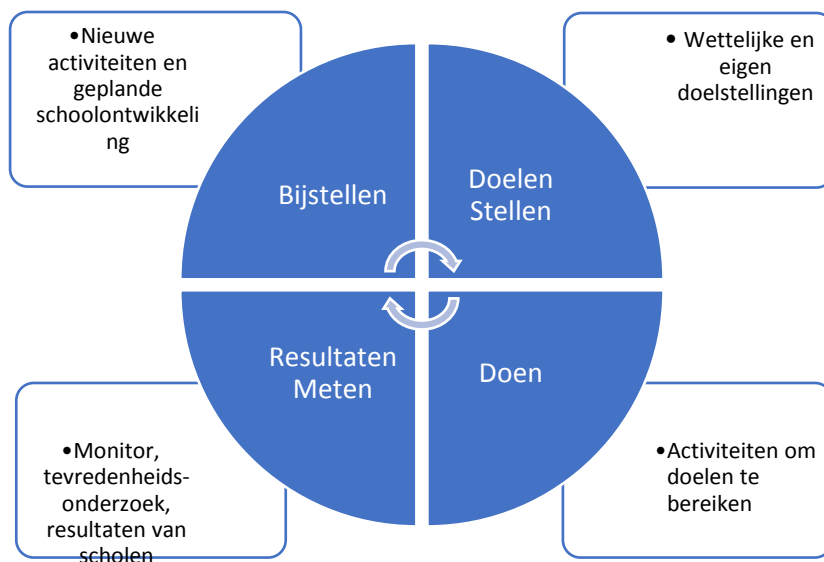 •Nieuwe
activiteiten en
geplande
schoolontwikkeli
ng
• Wettelijke en
eigen
doelstellingen
Bijstellen
Doelen
Stellen
Resultaten
Meten
Doen
•Monitor,
tevredenheids-
onderzoek,
resultaten van
scholen
•Activiteiten om
doelen te
bereiken